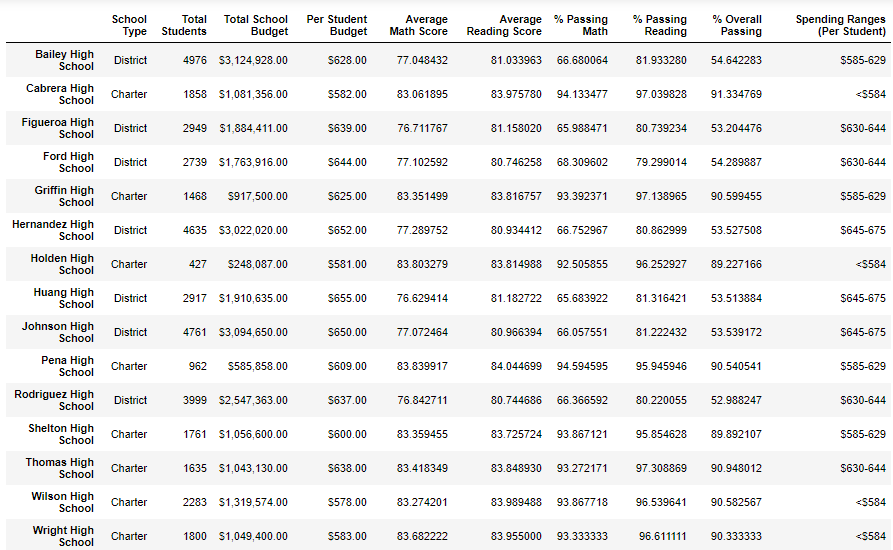 School Type Total Students Total School Budget Per Student Budget Average Math Score Average Reading Score % Passing Math % Passing Reading % Overall Passing Spending Ranges (Per Student)
Bailey High School District 4976 $3,124,928.00 $628.00 77.048432 81.033963 66.680064 81.933280 54.642283 $585-629
Cabrera High School Charter 1858 $1,081,356.00 $582.00 83.061895 83.975780 94.133477 97.039828 91.334769 <$584
Figueroa High School District 2949 $1,884,411.00 $639.00 76.711767 81.158020 65.988471 80.739234 53.204476 $630-644
Ford High School District 2739 $1,763,916.00 $644.00 77.102592 80.746258 68.309602 79.299014 54.289887 $630-644
Griffin High School Charter 1468 $917,500.00 $625.00 83.351499 83.816757 93.392371 97.138965 90.599455 $585-629
Hernandez High School District 4635 $3,022,020.00 $652.00 77.289752 80.934412 66.752967 80.862999 53.527508 $645-675
Holden High School Charter 427 $248,087.00 $581.00 83.803279 83.814988 92.505855 96.252927 89.227166 <$584
Huang High School District 2917 $1,910,635.00 $655.00 76.629414 81.182722 65.683922 81.316421 53.513884 $645-675
Johnson High School District 4761 $3,094,650.00 $650.00 77.072464 80.966394 66.057551 81.222432 53.539172 $645-675
Pena High School Charter 962 $585,858.00 $609.00 83.839917 84.044699 94.594595 95.945946 90.540541 $585-629
Rodriguez High School District 3999 $2,547,363.00 $637.00 76.842711 80.744686 66.366592 80.220055 52.988247 $630-644
Shelton High School Charter 1761 $1,056,600.00 $600.00 83.359455 83.725724 93.867121 95.854628 89.892107 $585-629
Thomas High School Charter 1635 $1,043,130.00 $638.00 83.418349 83.848930 93.272171 97.308869 90.948012 $630-644
Wilson High School Charter 2283 $1,319,574.00 $578.00 83.274201 83.989488 93.867718 96.539641 90.582567 <$584
Wright High School Charter 1800 $1,049,400.00 $583.00 83.682222 83.955000 93.333333 96.611111 90.333333 <$584